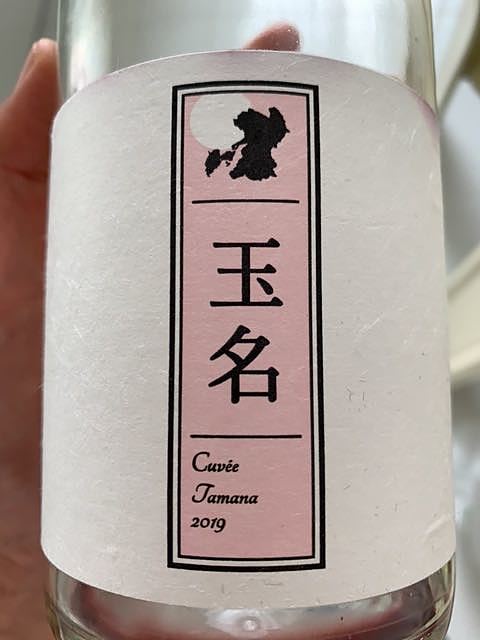 玉名
Cuvée
Tamana
2019